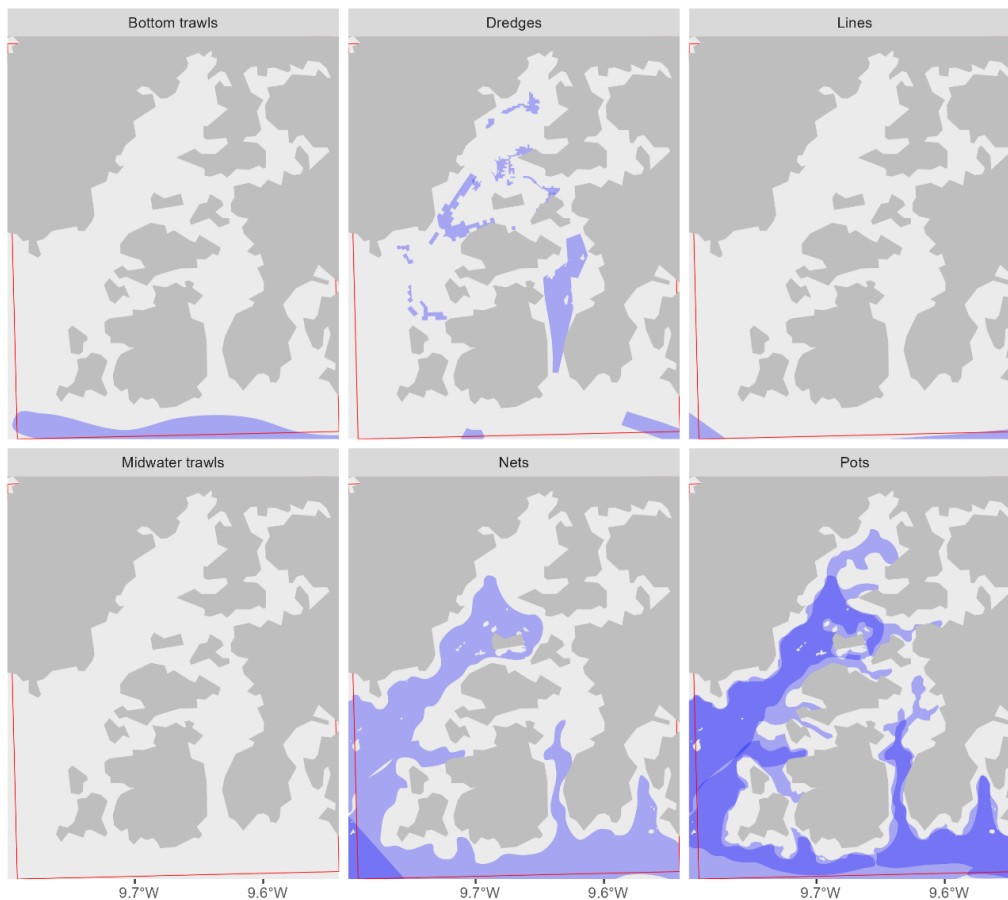 Bottom trawls
Dredges
Lines
Midwater trawls
Nets
Pots
9.7°W
9.6°W
9.7°W
9.6°W
9.7°W
9.6°W